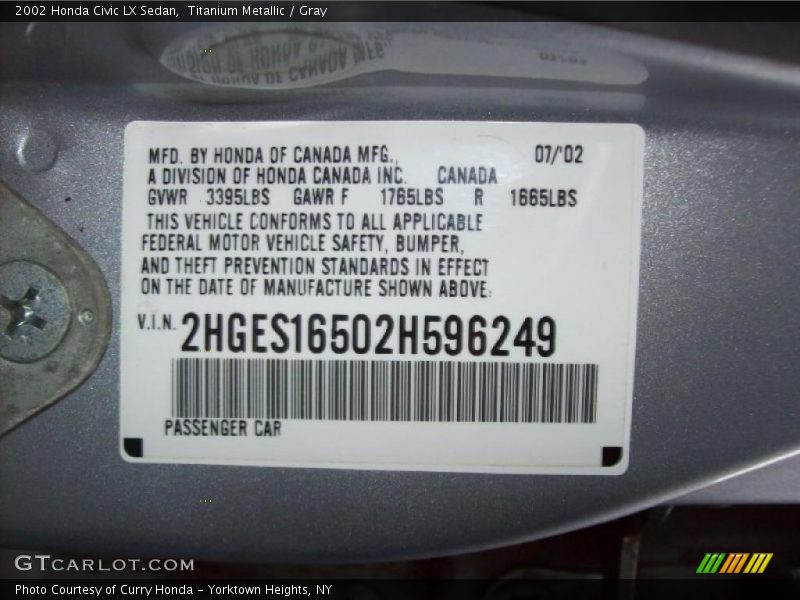 2002 Honda Civic LX Sedan,  Titanium Metallic / Gray
MFD. BY HONDA OF CANADA MFG., 07/'02
A DIVISION OF HONDA CANADA INC. CANADA
GVWR 3395LBS GAWR F 1765LBS R 1665LBS
THIS VEHICLE CONFORMS TO ALL APPLICABLE
FEDERAL MOTOR VEHICLE SAFETY, BUMPER,
AND THEFT PREVENTION STANDARDS IN EFFECT
ON THE DATE OF MANUFACTURE SHOWN ABOVE.
V.I.N. 2HGES16502H596249
PASSENGER CAR
GTCARLOT.COM
Photo Courtesy of Curry Honda - Yorktown Heights, NY